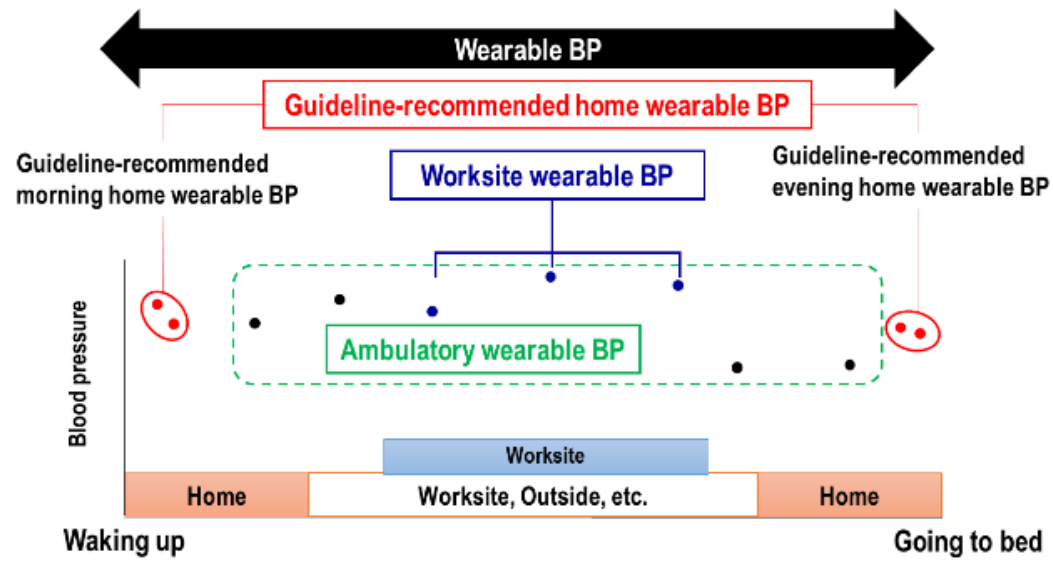 Wearable BP
Guideline-recommended home wearable BP
Guideline-recommended
morning home wearable BP
Worksite wearable BP
Guideline-recommended
evening home wearable BP
Blood pressure
Ambulatory wearable BP
Worksite
Home
Worksite, Outside, etc.
Home
Waking up
Going to bed